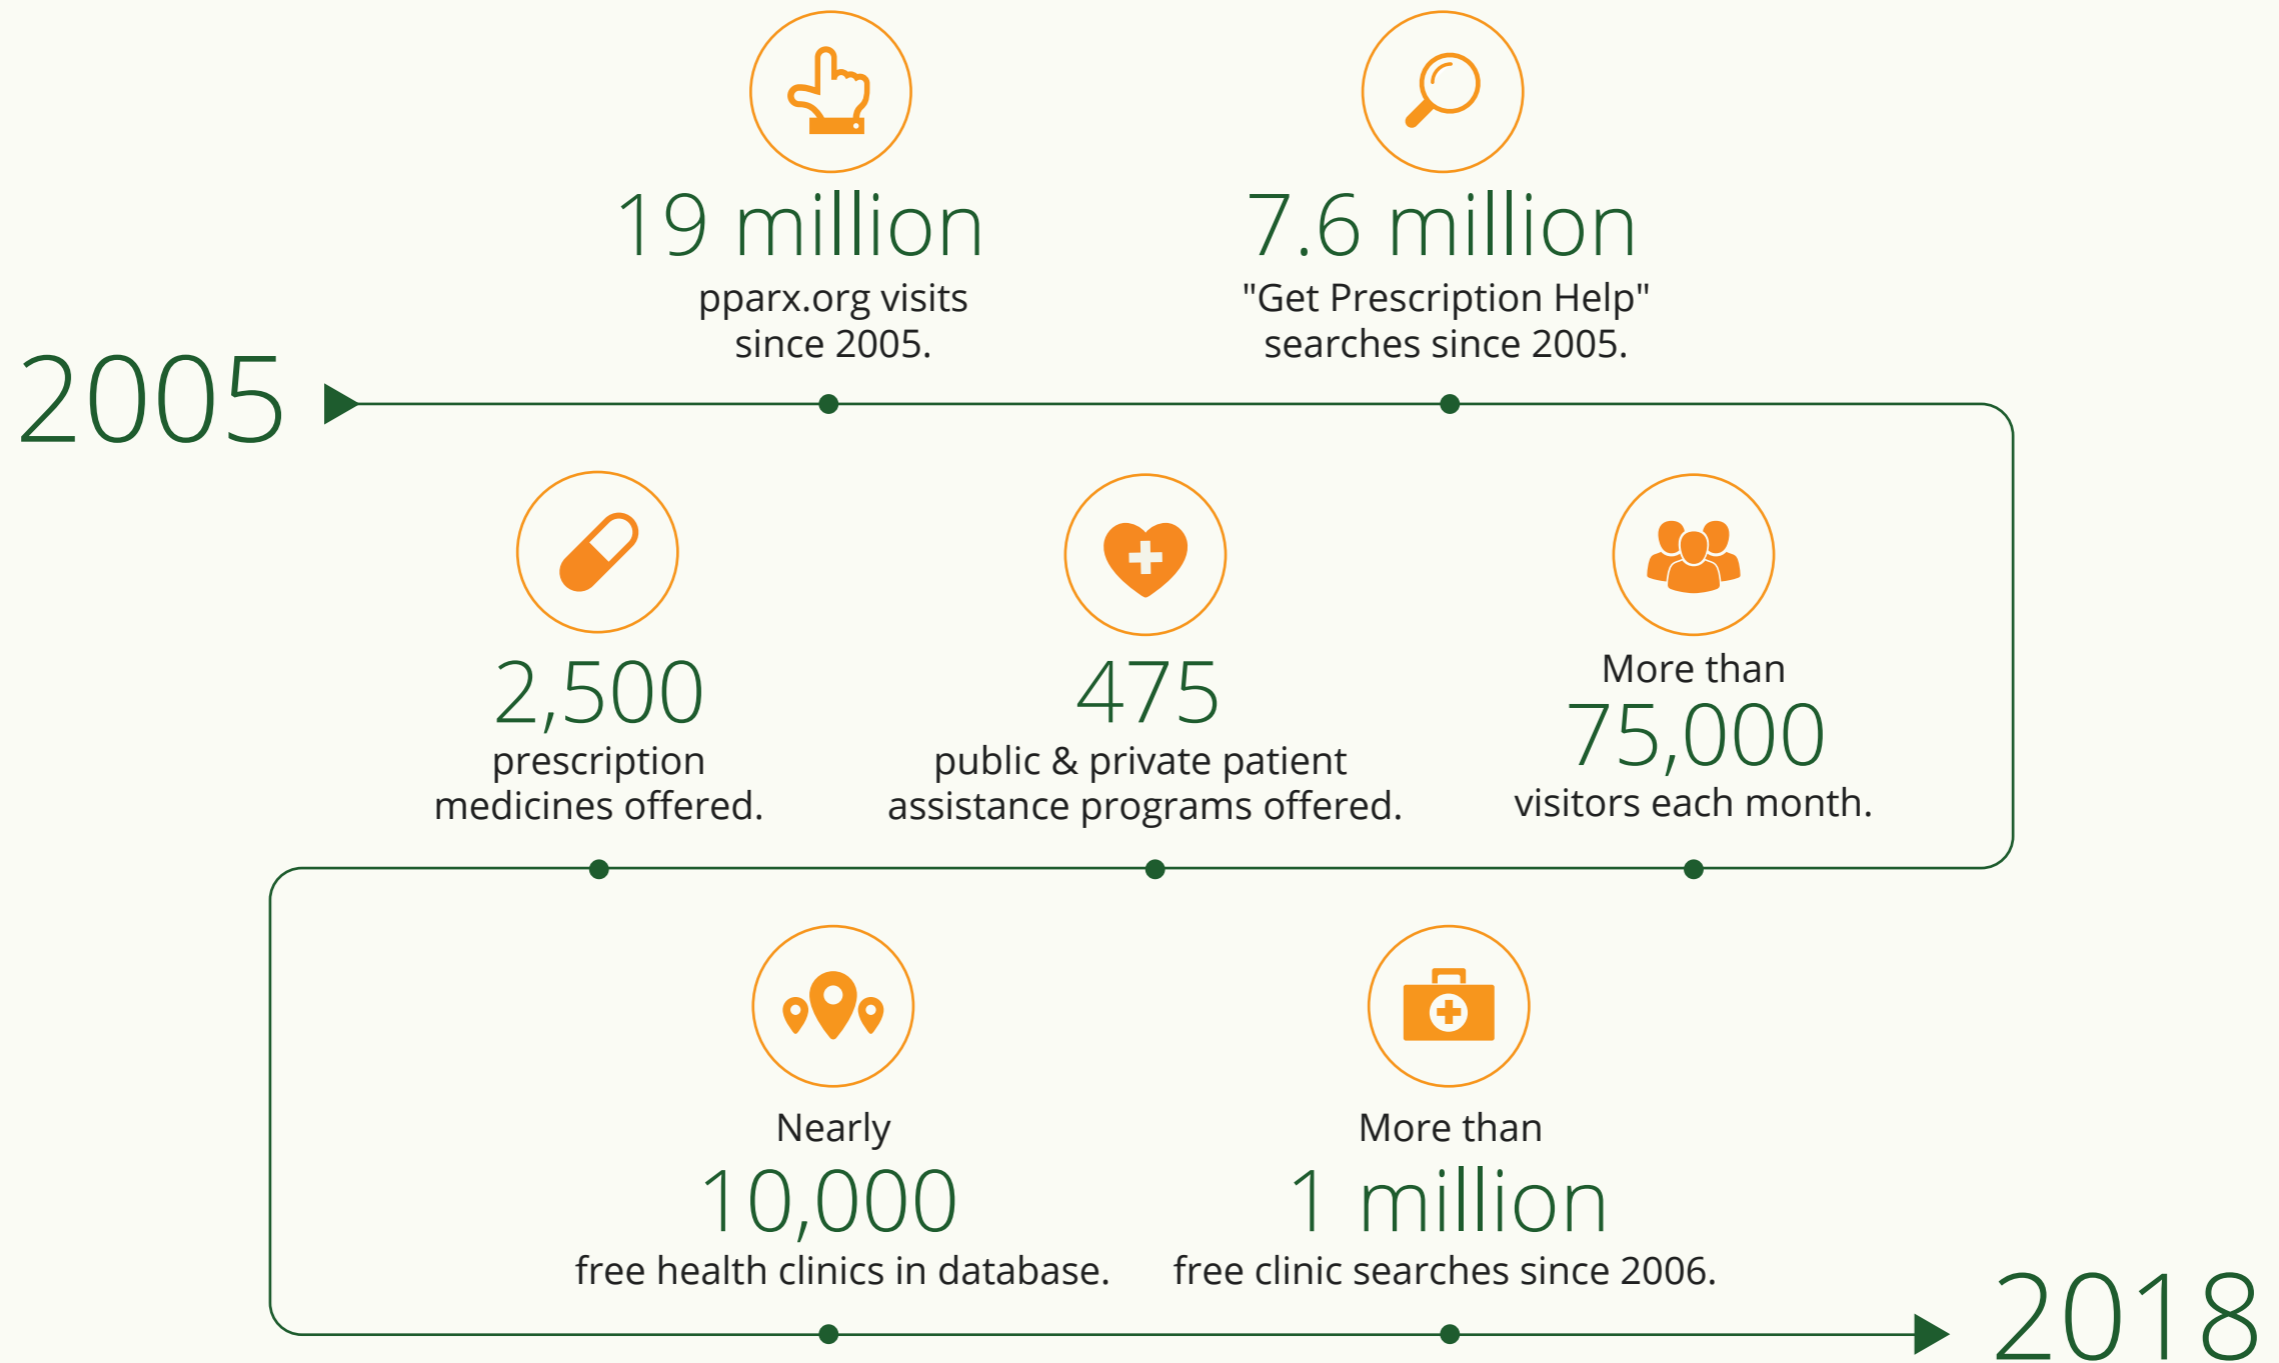 19 million
pparx.org visits
since 2005.
7.6 million
"Get Prescription Help"
searches since 2005.
2005
2,500
prescription
medicines offered.
475
public & private patient
assistance programs offered.
More than
75,000
visitors each month.
Nearly
10,000
free health clinics in database.
More than
1 million
free clinic searches since 2006.
2018